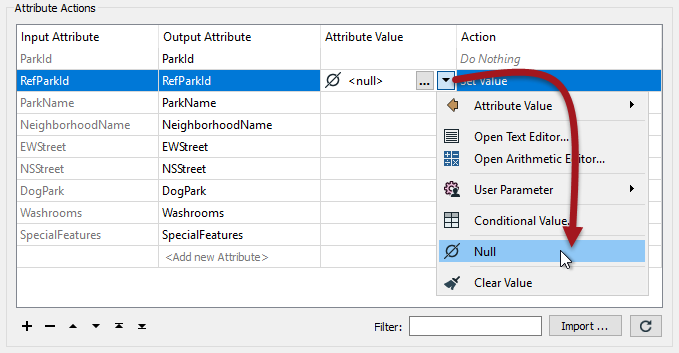 Attribute Actions
Input Attribute Output Attribute Attribute Value Action
ParkId ParkId Do Nothing
RefParkId RefParkId <null> ... Set Value
ParkName ParkName
NeighborhoodName NeighborhoodName
EWStreet EWStreet
NSStreet NSStreet
DogPark DogPark
Washrooms Washrooms
SpecialFeatures SpecialFeatures
<Add new Attribute>
Attribute Value
Open Text Editor...
Open Arithmetic Editor...
User Parameter
Conditional Value...
Null
Clear Value
Filter: Import ...